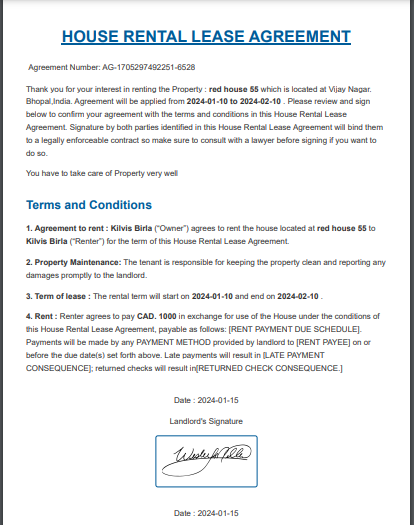 HOUSE RENTAL LEASE AGREEMENT
Agreement Number: AG-1705297492251-6528
Thank you for your interest in renting the Property : red house 55 which is located at Vijay Nagar.
Bhopal,India. Agreement will be applied from 2024-01-10 to 2024-02-10 . Please review and sign
below to confirm your agreement with the terms and conditions in this House Rental Lease
Agreement. Signature by both parties identified in this House Rental Lease Agreement will bind them
to a legally enforceable contract so make sure to consult with a lawyer before signing if you want to
do so.
You have to take care of Property very well
Terms and Conditions
1. Agreement to rent : Kilvis Birla (“Owner”) agrees to rent the house located at red house 55 to
Kilvis Birla (“Renter”) for the term of this House Rental Lease Agreement.
2. Property Maintenance: The tenant is responsible for keeping the property clean and reporting any
damages promptly to the landlord.
3. Term of lease : The rental term will start on 2024-01-10 and end on 2024-02-10 .
4. Rent : Renter agrees to pay CAD. 1000 in exchange for use of the House under the conditions of
this House Rental Lease Agreement, payable as follows: [RENT PAYMENT DUE SCHEDULE].
Payments will be made by any PAYMENT METHOD provided by landlord to [RENT PAYEE] on or
before the due date(s) set forth above. Late payments will result in [LATE PAYMENT
CONSEQUENCE]; returned checks will result in[RETURNED CHECK CONSEQUENCE.]
Date : 2024-01-15
Landlord's Signature
Date : 2024-01-15